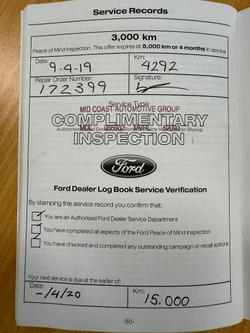 Service Records
3,000 km
Peace of Mind inspection. This offer expires at 5,000 km or 4 months in service
Date: 9-4-19
Km: 4292
Repair Order Number: 172399
Signature:
Service Type
MID COAST AUTOMOTIVE GROUP
COMPLIMENTARY
INSPECTION
Ford
Ford Dealer Log Book Service Verification
By stamping this service record you confirm that:
You are an Authorised Ford Dealer Service Department
You have completed all aspects of the Ford Peace of Mind Inspection
You have checked and completed any outstanding campaign or recall actions
Your next service is due at the earlier of:
Date: -/4/20
Km: 15.000
-80-